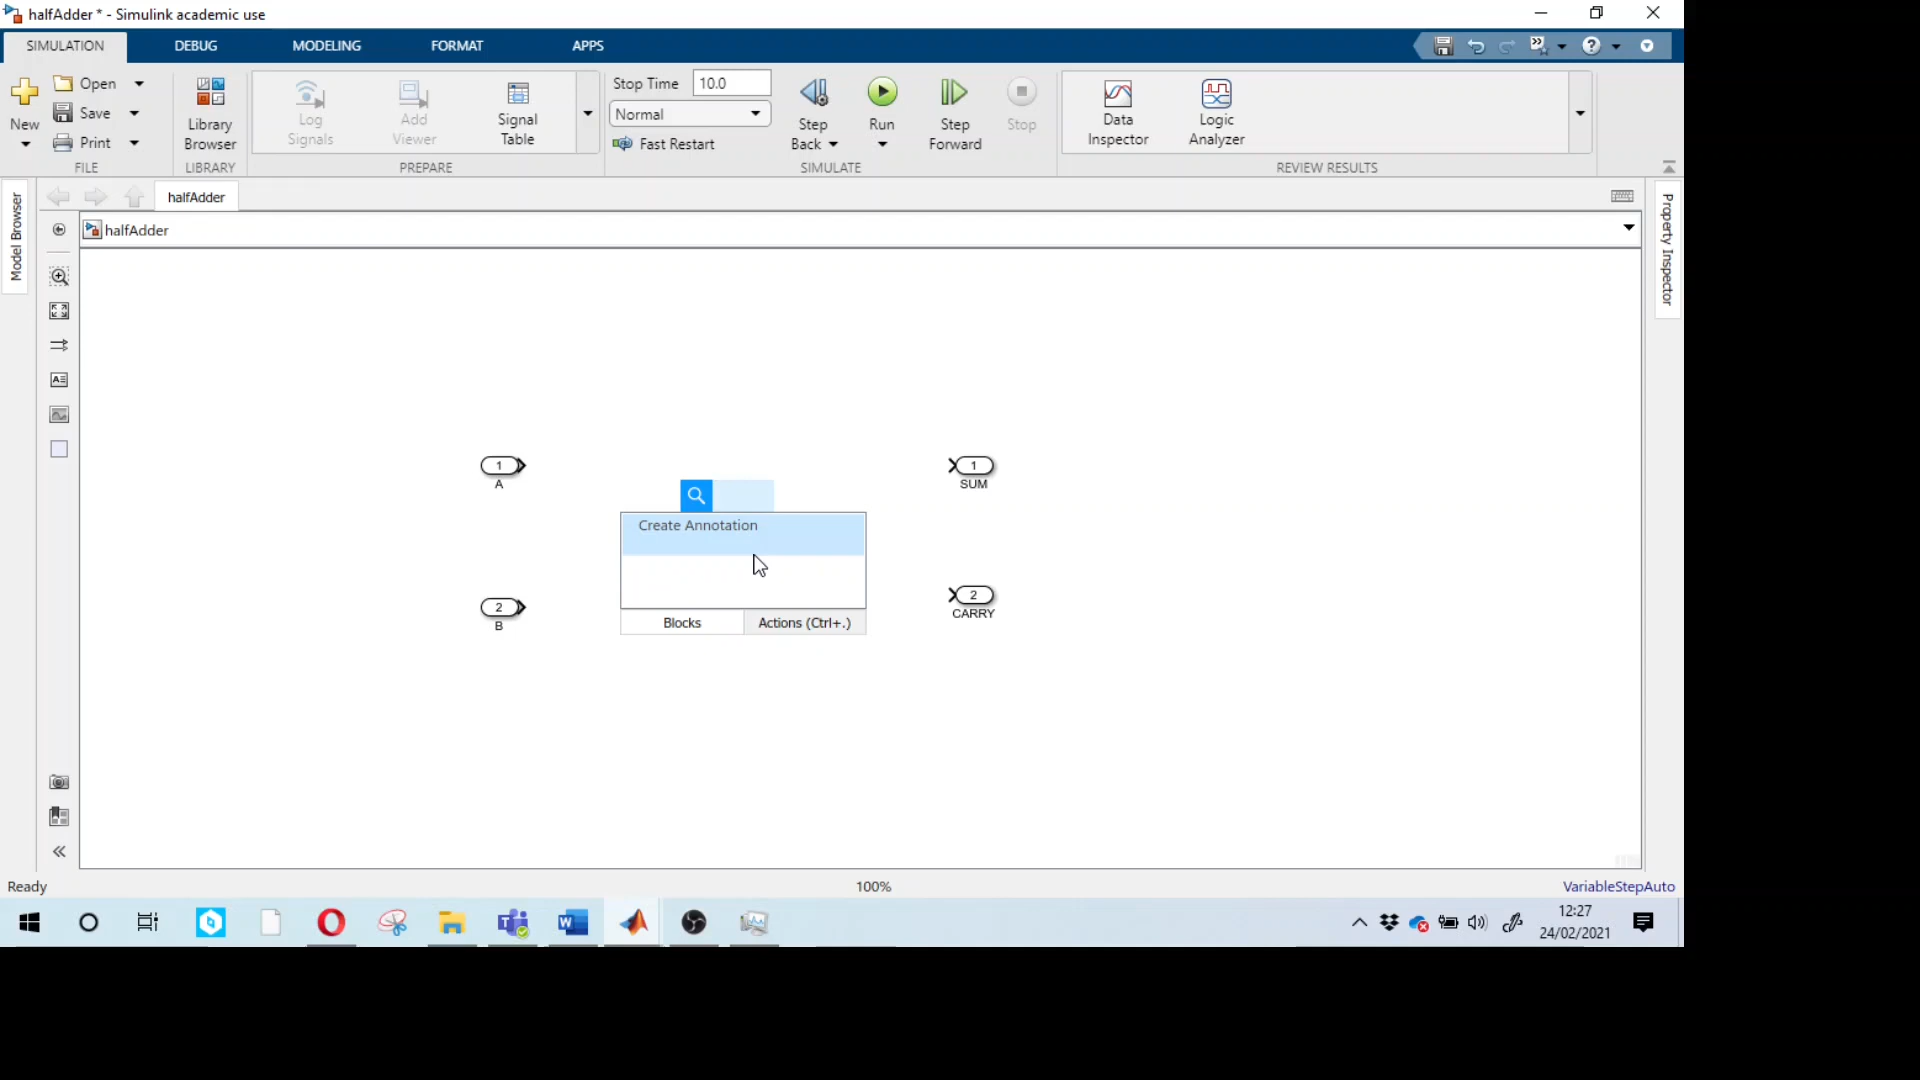 halfAdder * - Simulink academic use
SIMULATION DEBUG MODELING FORMAT APPS
New
Open
Save
Print
FILE
Library Browser
LIBRARY
Log Signals
Add Viewer
Signal Table
PREPARE
Stop Time 10.0
Normal
Fast Restart
Step Back
Run
Step Forward
Stop
SIMULATE
Data Inspector
Logic Analyzer
REVIEW RESULTS
Model Browser
halfAdder
halfAdder
Property Inspector
1
A
2
B
Create Annotation
Blocks Actions (Ctrl+.)
1
SUM
2
CARRY
Ready 100% VariableStepAuto
12:27
24/02/2021